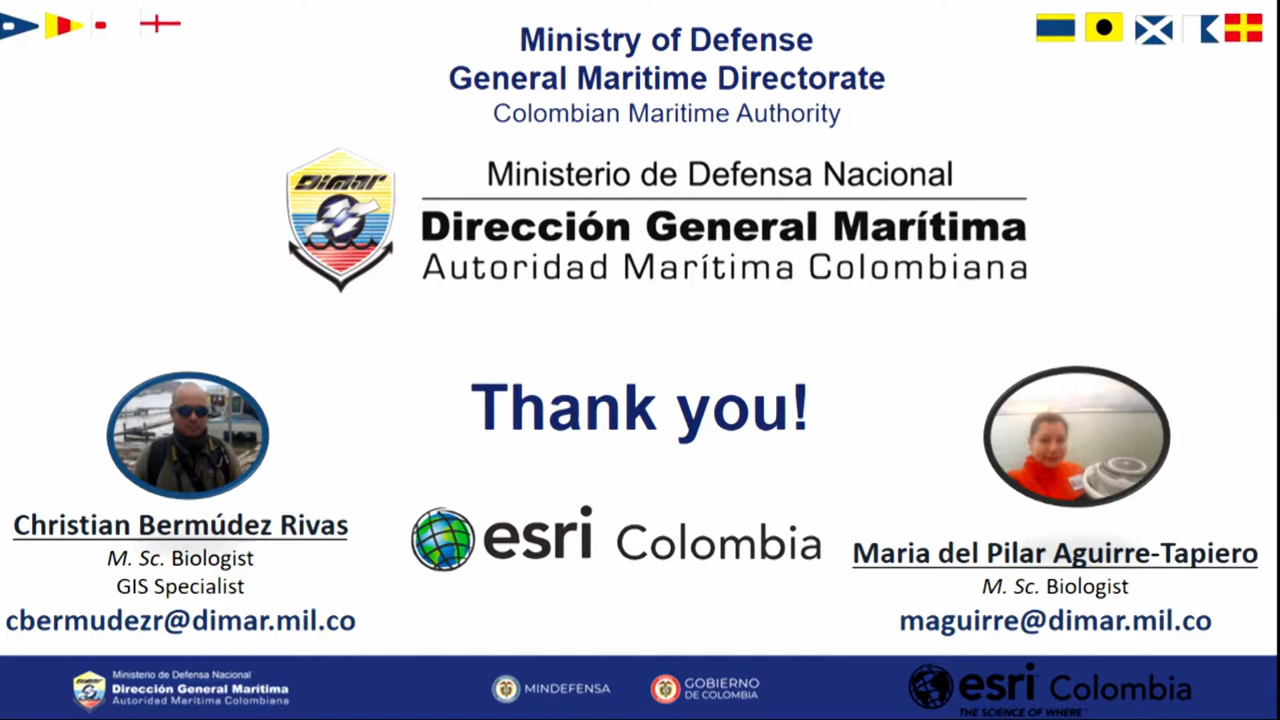 Ministry of Defense
General Maritime Directorate
Colombian Maritime Authority
DIMAR
Ministerio de Defensa Nacional
Dirección General Marítima
Autoridad Marítima Colombiana
Thank you!
esri Colombia
Christian Bermúdez Rivas
M. Sc. Biologist
GIS Specialist
cbermudezr@dimar.mil.co
Maria del Pilar Aguirre-Tapiero
M. Sc. Biologist
maguirre@dimar.mil.co
DIMAR
Ministerio de Defensa Nacional
Dirección General Marítima
Autoridad Marítima Colombiana
MINDEFENSA
GOBIERNO
DE COLOMBIA
esri Colombia
THE SCIENCE OF WHERE™